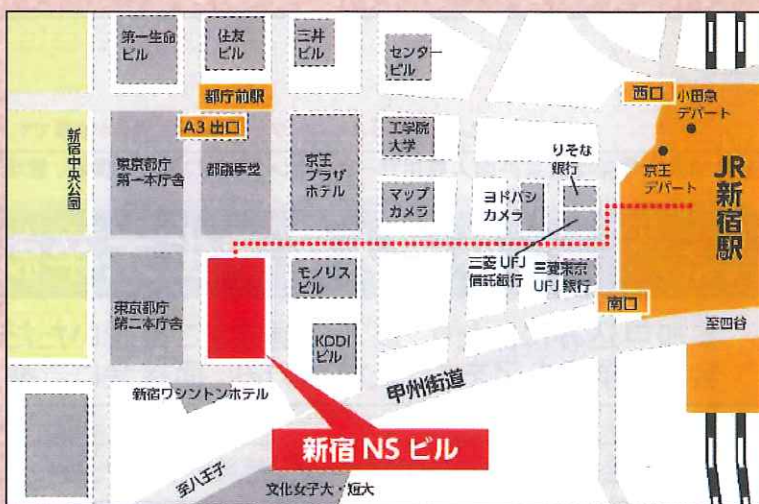 第一生命
ビル
住友
ビル
三井
ビル
センター
ビル
都庁前駅
A3 出口
西口
小田急
デパート
新宿中央公園
東京都庁
第一本庁舎
都議事堂
京王
プラザ
ホテル
工学院
大学
マップ
カメラ
ヨドバシ
カメラ
りそな
銀行
京王
デパート
JR新宿駅
東京都庁
第二本庁舎
モノリス
ビル
三菱 UFJ
信託銀行
三菱東京
UFJ 銀行
南口
至四谷
KDDI
ビル
新宿ワシントンホテル
甲州街道
新宿 NS ビル
至八王子
文化女子大・短大